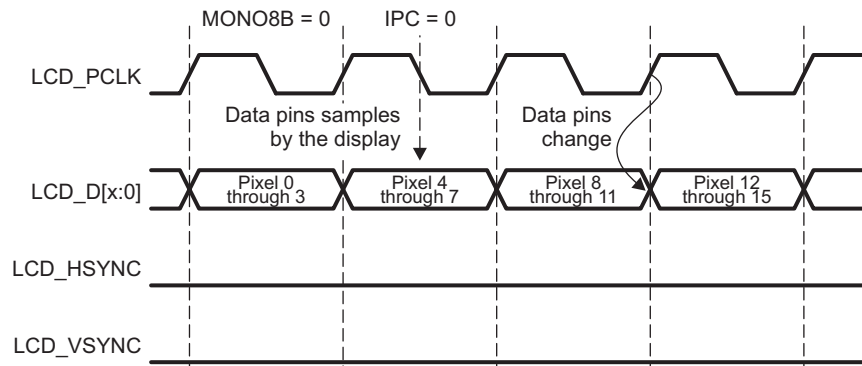 MONO8B = 0 IPC = 0
LCD_PCLK
Data pins samples
by the display
Data pins
change
LCD_D[x:0]
Pixel 0
through 3
Pixel 4
through 7
Pixel 8
through 11
Pixel 12
through 15
LCD_HSYNC
LCD_VSYNC